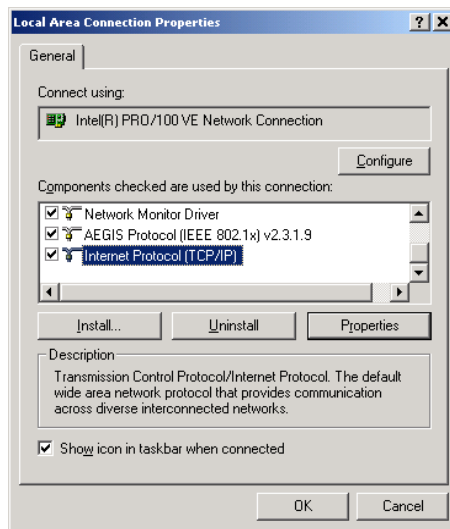 Local Area Connection Properties
General
Connect using:
Intel(R) PRO/100 VE Network Connection
Configure
Components checked are used by this connection:
Network Monitor Driver
AEGIS Protocol (IEEE 802.1x) v2.3.1.9
Internet Protocol (TCP/IP)
Install... Uninstall Properties
Description
Transmission Control Protocol/Internet Protocol. The default
wide area network protocol that provides communication
across diverse interconnected networks.
Show icon in taskbar when connected
OK Cancel